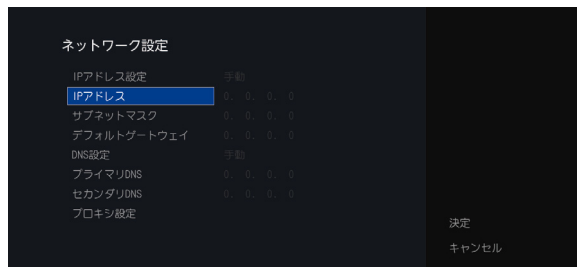 ネットワーク設定
IPアドレス設定 手動
IPアドレス 0. 0. 0. 0
サブネットマスク 0. 0. 0. 0
デフォルトゲートウェイ 0. 0. 0. 0
DNS設定 手動
プライマリDNS 0. 0. 0. 0
セカンダリDNS 0. 0. 0. 0
プロキシ設定
決定
キャンセル